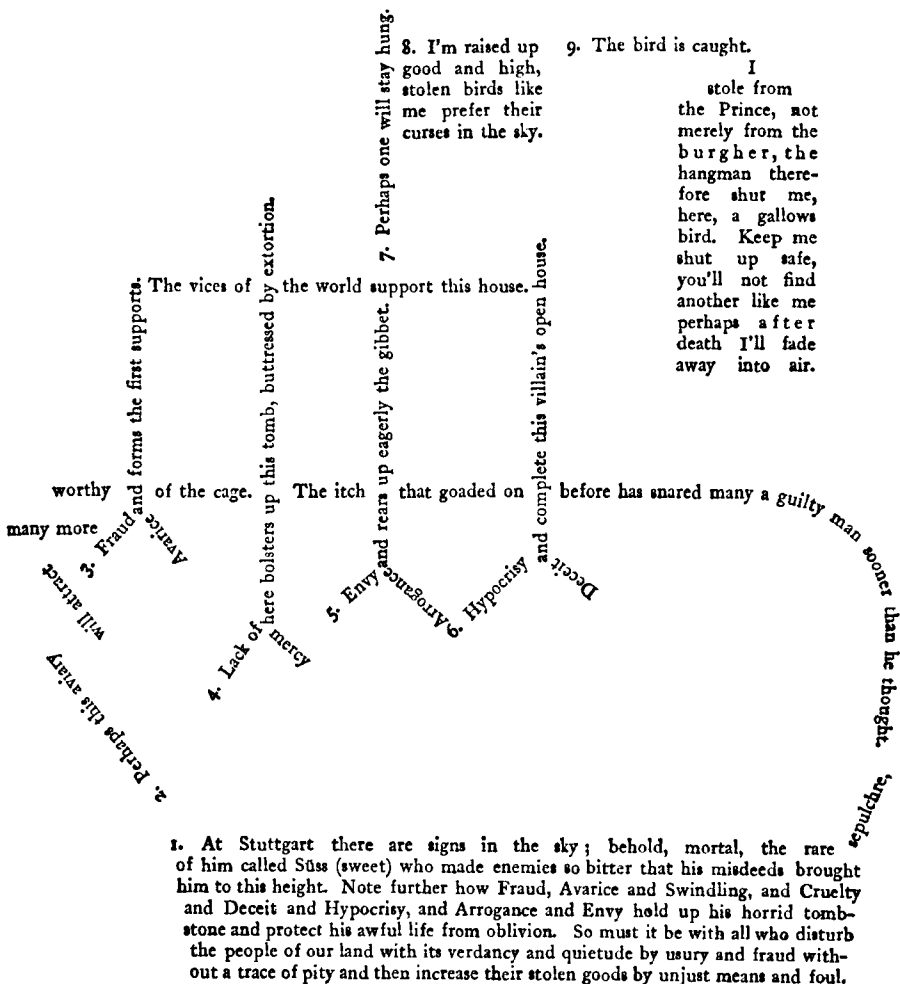 1. At Stuttgart there are signs in the sky; behold, mortal, the rare sepulchre,
of him called Süss (sweet) who made enemies so bitter that his misdeeds brought
him to this height. Note further how Fraud, Avarice and Swindling, and Cruelty
and Deceit and Hypocrisy, and Arrogance and Envy hold up his horrid tomb-
stone and protect his awful life from oblivion. So must it be with all who disturb
the people of our land with its verdancy and quietude by usury and fraud with-
out a trace of pity and then increase their stolen goods by unjust means and foul.
2. Perhaps this aviary
will attract
many more
worthy of the cage. The itch that goaded on before has snared many a guilty man sooner than he thought.
3. Fraud
Avarice
and forms the first supports.
4. Lack of
mercy
here bolsters up this tomb, buttressed by extortion.
5. Envy
Arrogance
and rears up eagerly the gibbet.
6. Hypocrisy
Deceit
and complete this villain's open house.
The vices of the world support this house.
7. Perhaps one will stay hung.
8. I'm raised up
good and high,
stolen birds like
me prefer their
curses in the sky.
9. The bird is caught.
I
stole from
the Prince, not
merely from the
burgher, the
hangman there-
fore shut me,
here, a gallows
bird. Keep me
shut up safe,
you'll not find
another like me
perhaps after
death I'll fade
away into air.